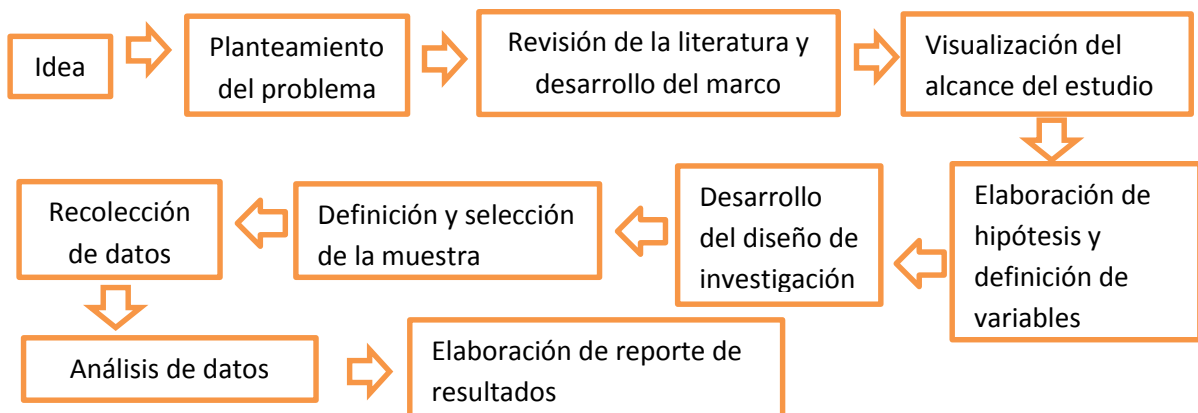 Idea
Planteamiento
del problema
Revisión de la literatura y
desarrollo del marco
Visualización del
alcance del estudio
Elaboración de
hipótesis y
definición de
variables
Desarrollo
del diseño de
investigación
Definición y selección
de la muestra
Recolección
de datos
Análisis de datos
Elaboración de reporte de
resultados